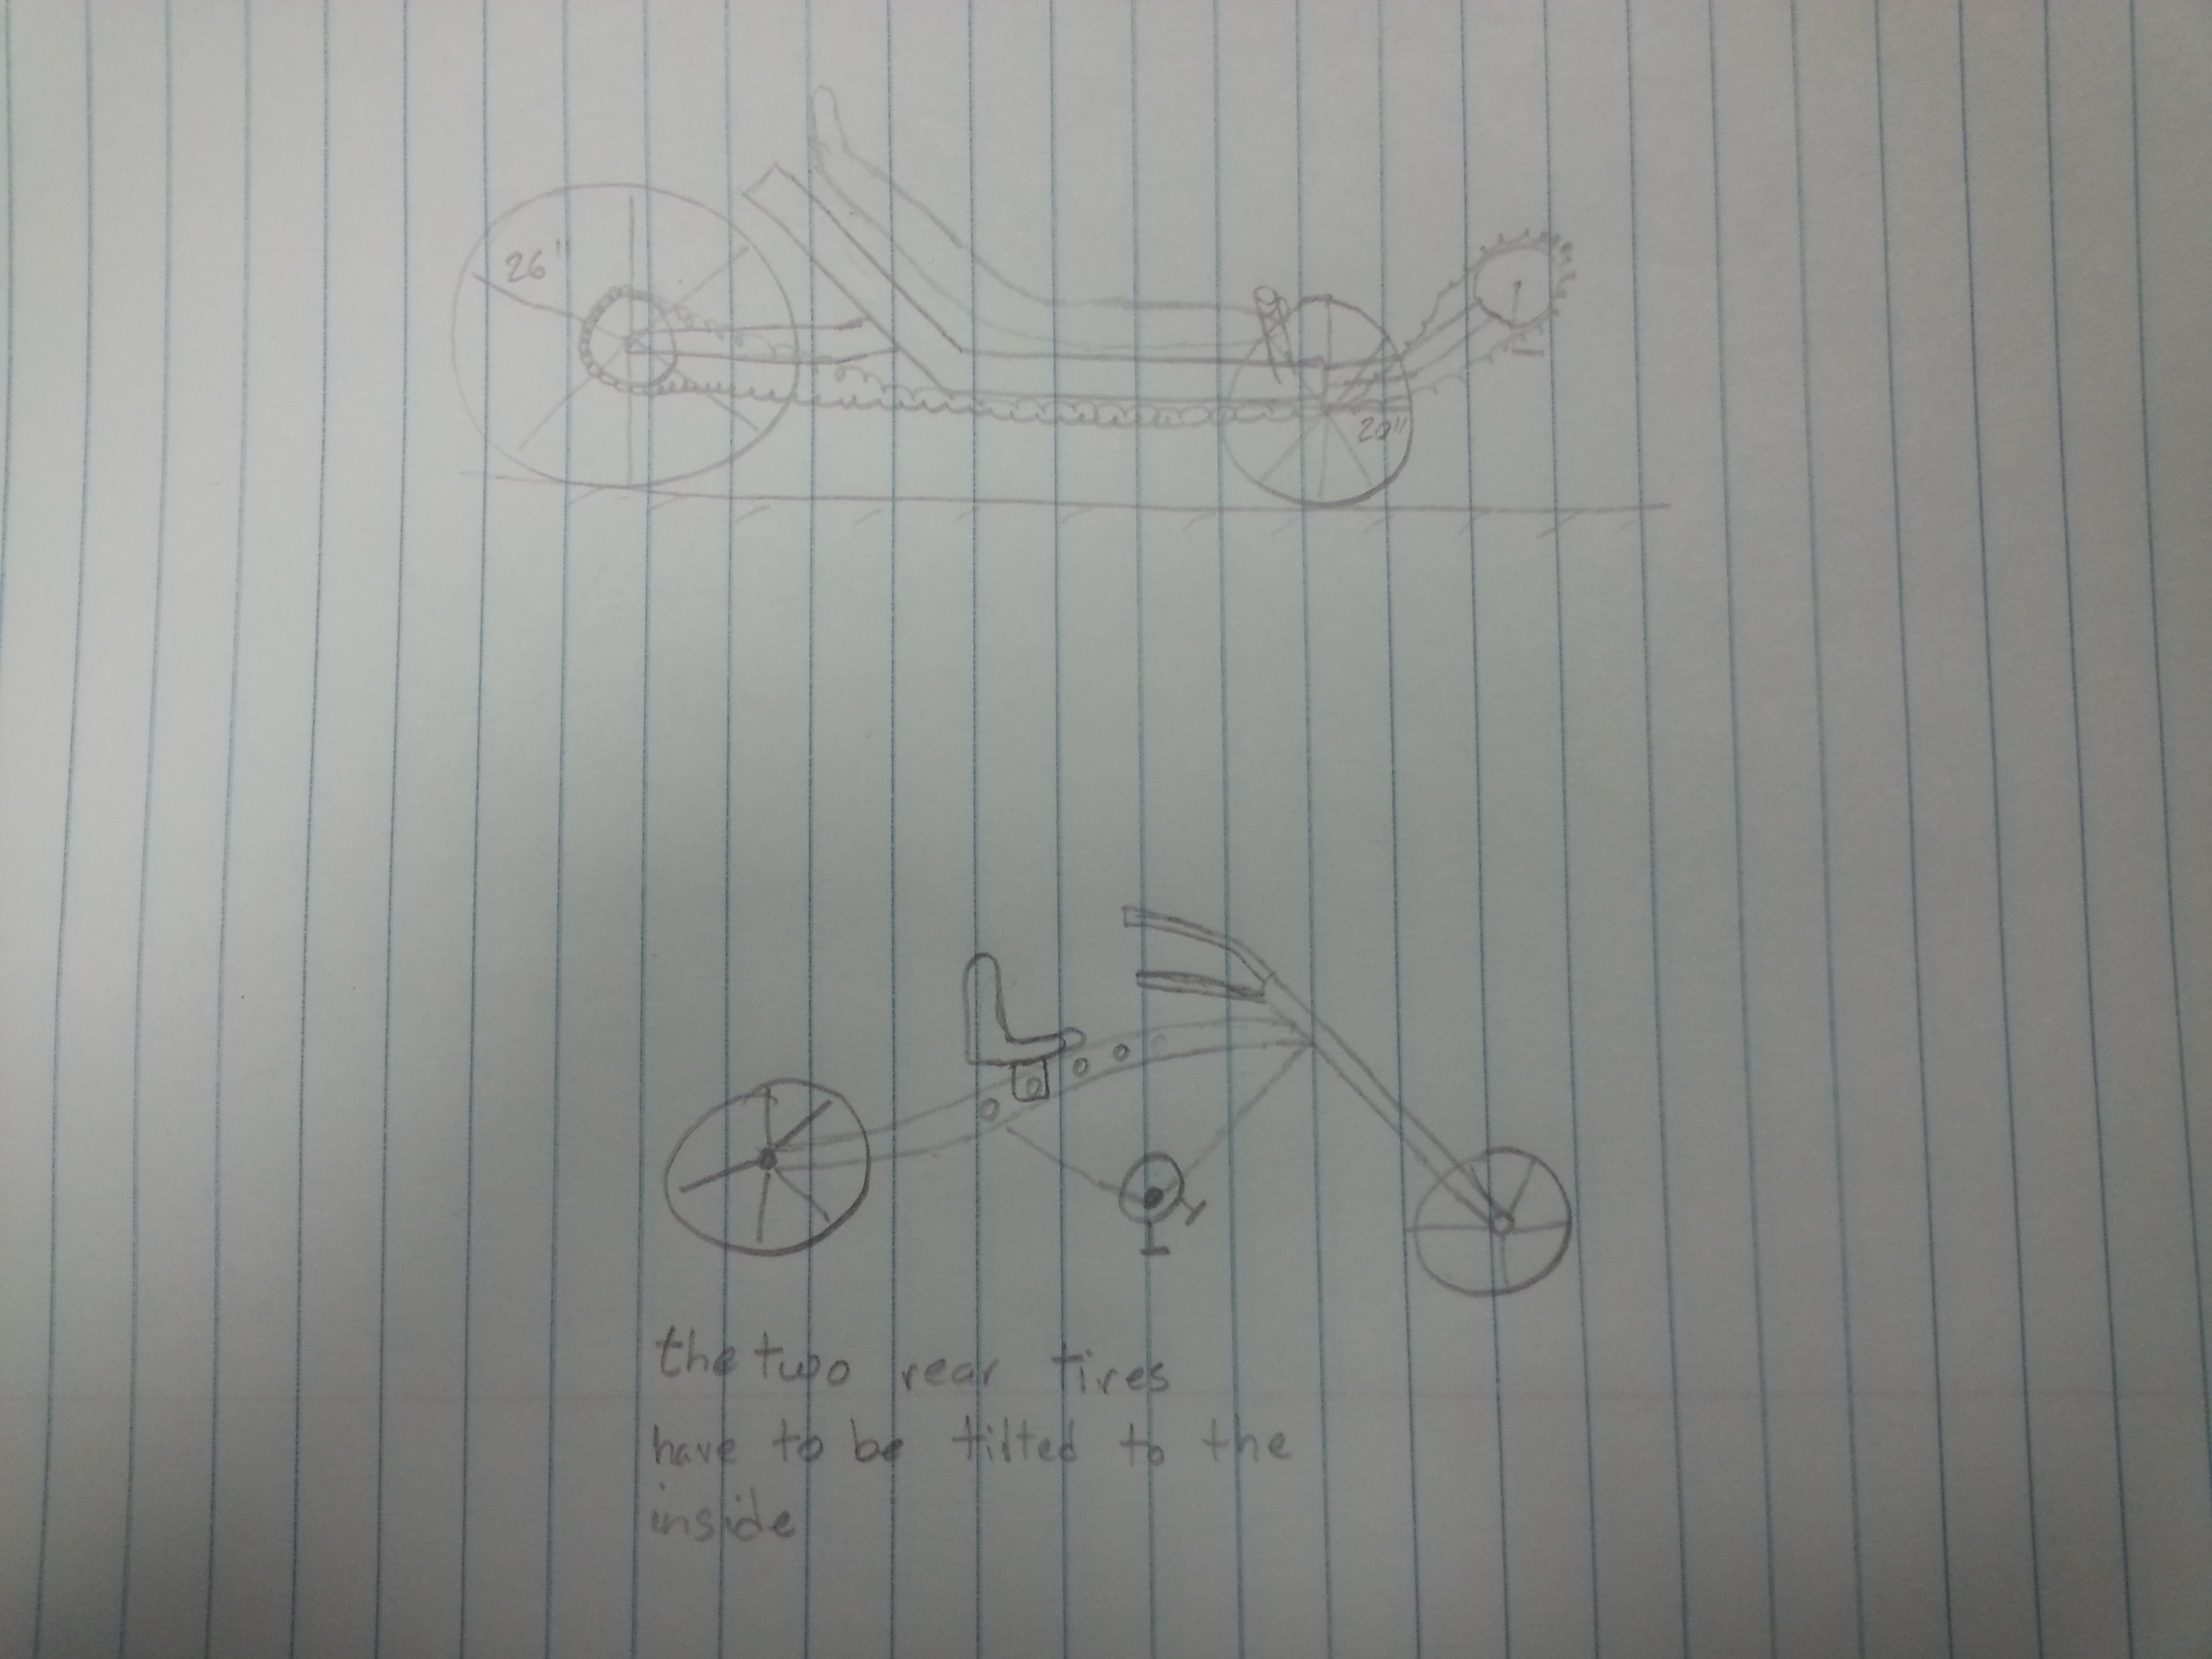 26"
20"
the two rear tires
have to be tilted to the
inside